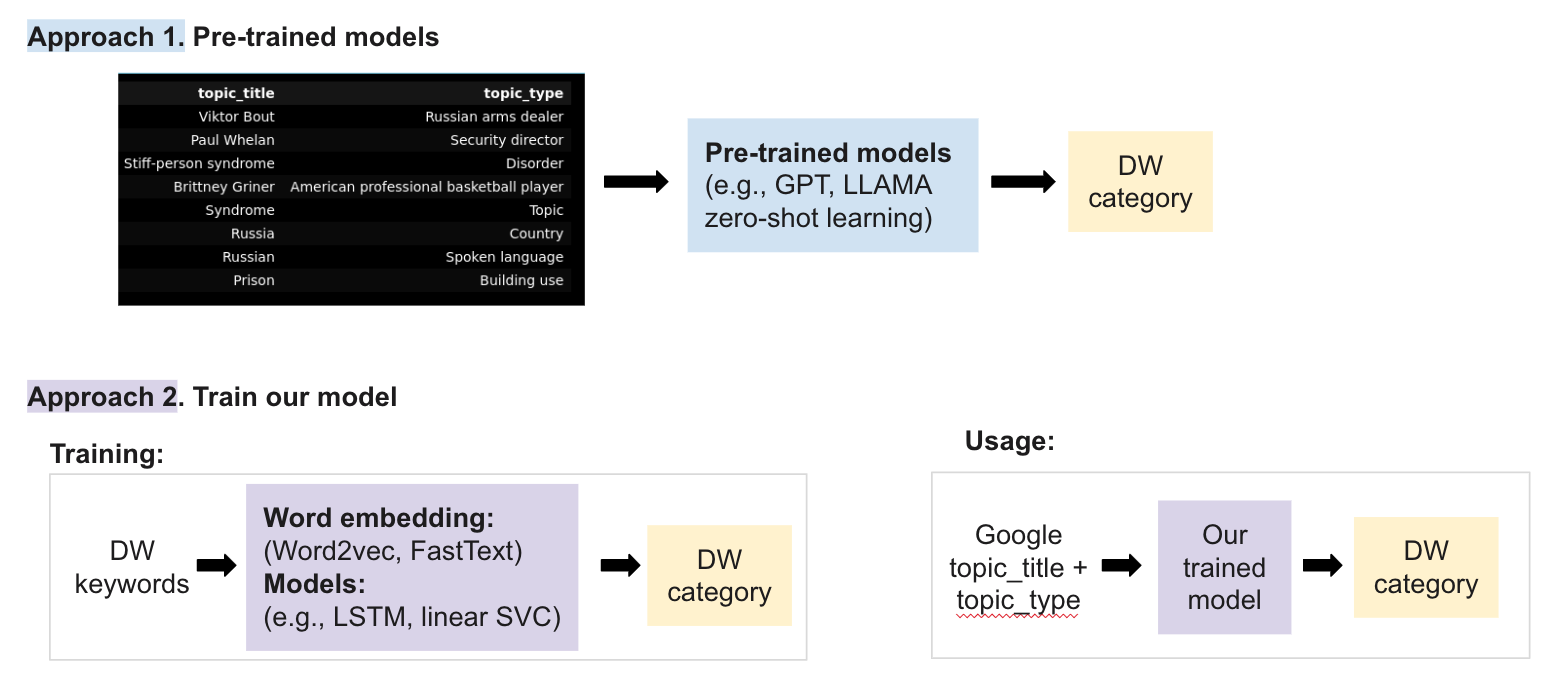 Approach 1. Pre-trained models
topic_title topic_type
Viktor Bout Russian arms dealer
Paul Whelan Security director
Stiff-person syndrome Disorder
Brittney Griner American professional basketball player
Syndrome Topic
Russia Country
Russian Spoken language
Prison Building use
Pre-trained models
(e.g., GPT, LLAMA
zero-shot learning)
DW
category
Approach 2. Train our model
Training:
DW
keywords
Word embedding:
(Word2vec, FastText)
Models:
(e.g., LSTM, linear SVC)
DW
category
Usage:
Google
topic_title +
topic_type
Our
trained
model
DW
category